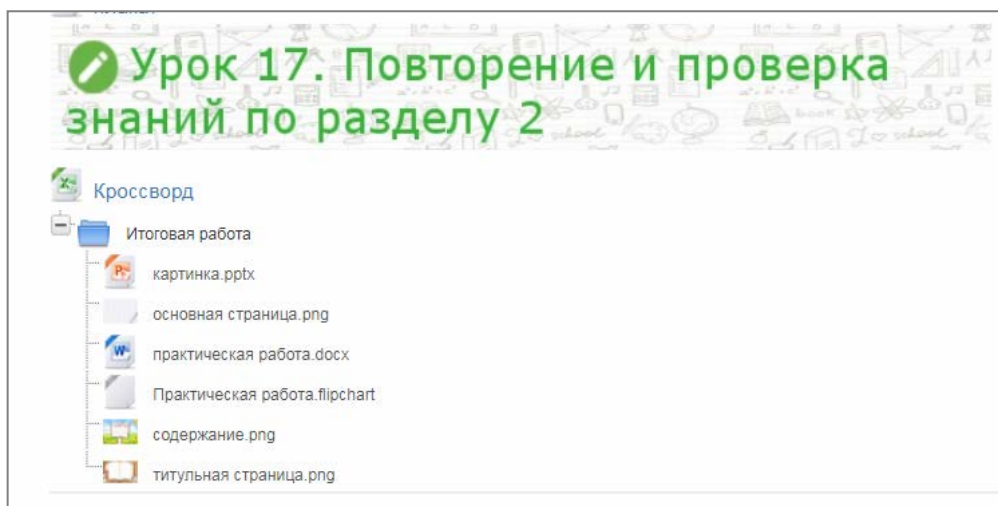 Урок 17. Повторение и проверка
знаний по разделу 2
Кроссворд
Итоговая работа
картинка.pptx
основная страница.png
практическая работа.docx
Практическая работа.flipchart
содержание.png
титульная страница.png